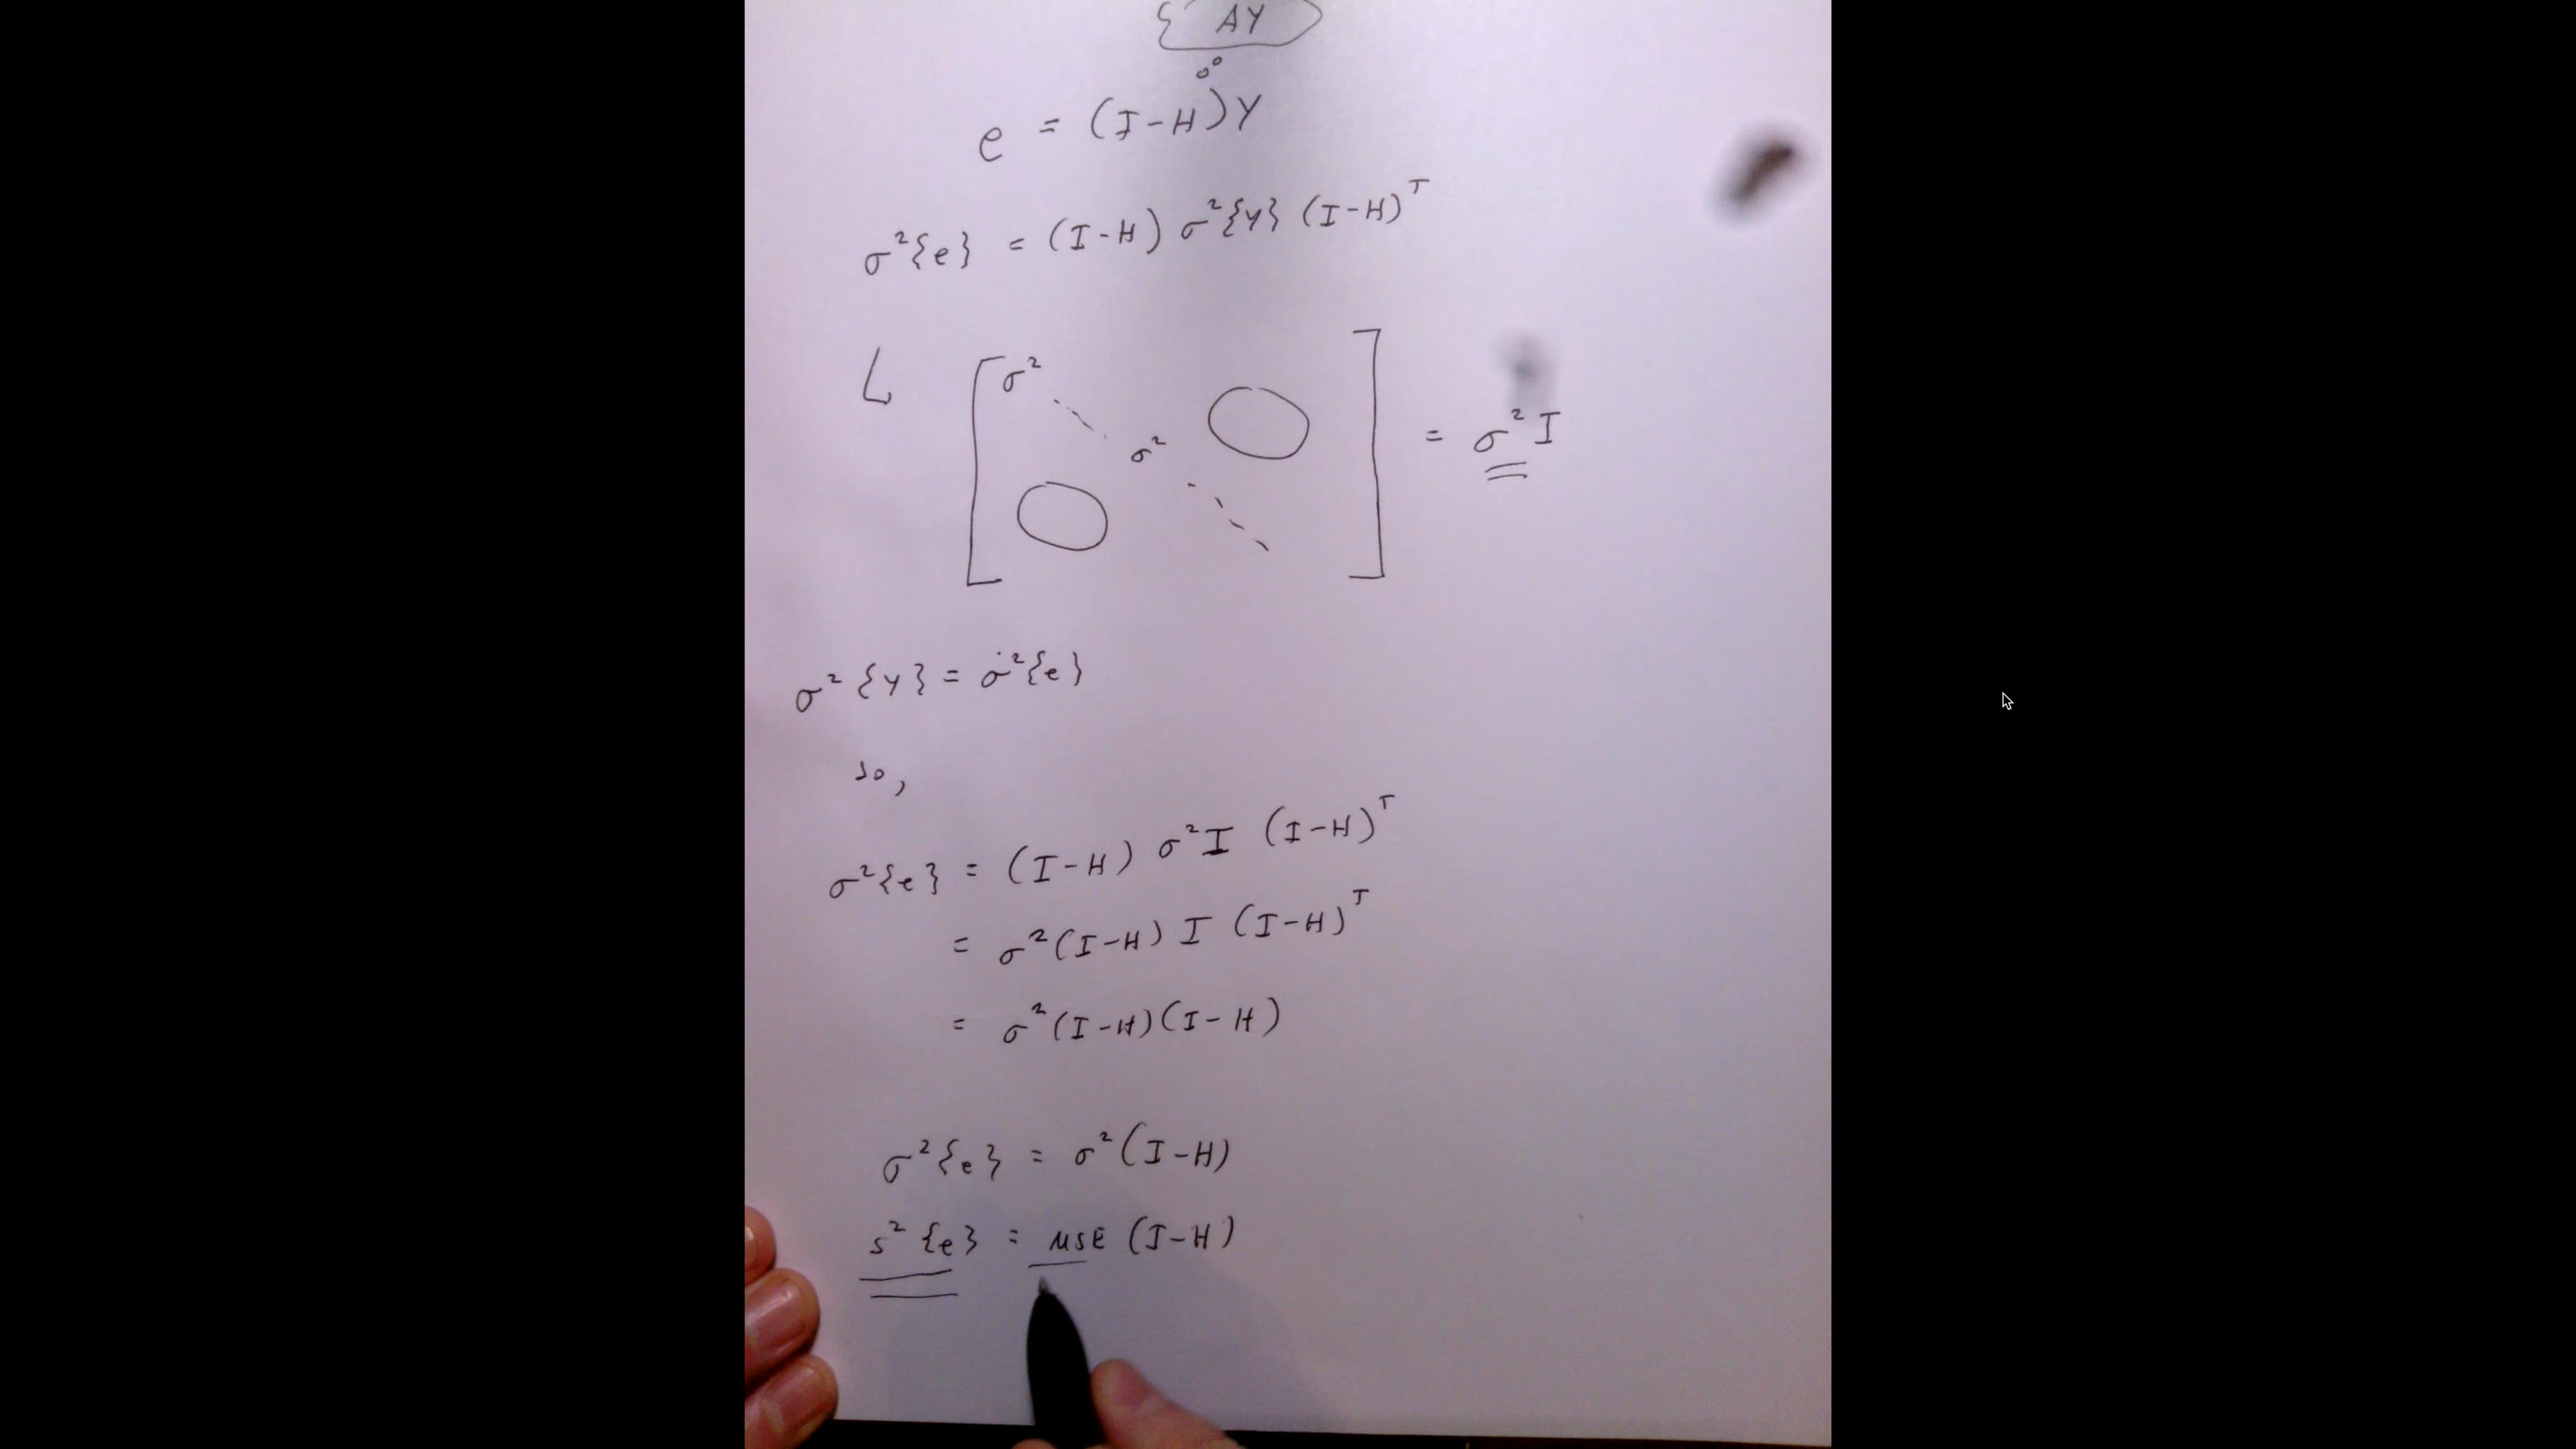 { AY
e = (I-H)Y
σ²{e} = (I-H) σ²{Y} (I-H)ᵀ
[ σ² σ² ] = σ²I
σ²{Y} = σ²{e}
so,
σ²{e} = (I-H) σ²I (I-H)ᵀ
= σ²(I-H) I (I-H)ᵀ
= σ²(I-H)(I-H)
σ²{e} = σ²(I-H)
s²{e} = MSE (I-H)